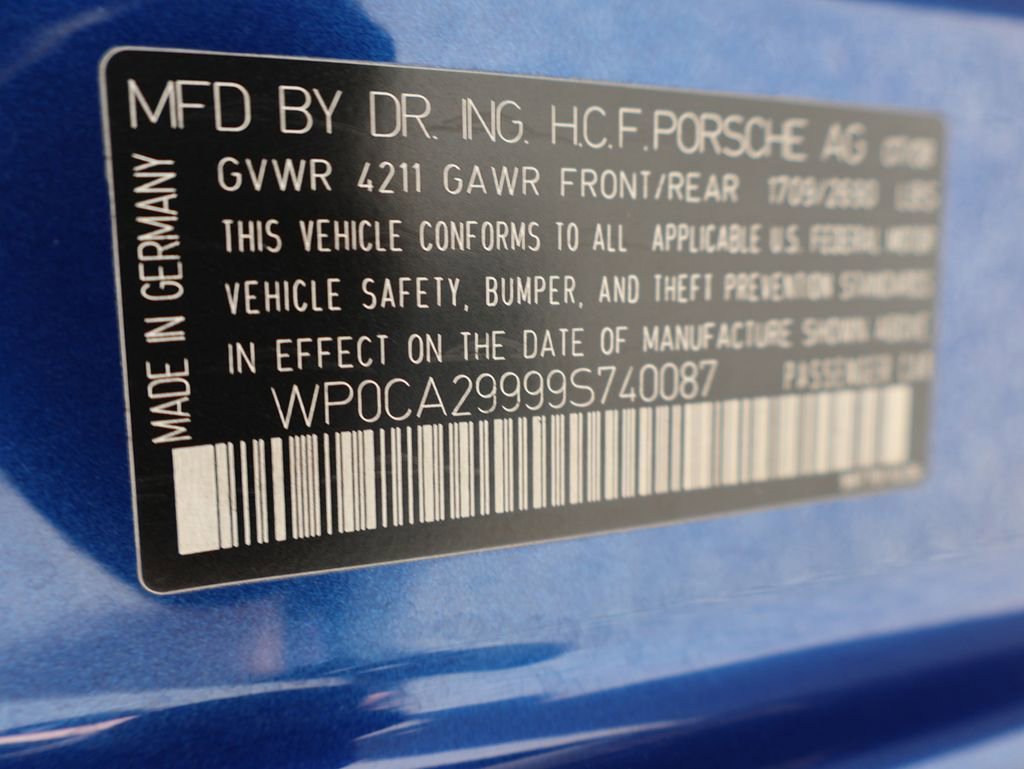 MFD BY DR. ING. H.C.F. PORSCHE AG
GVWR 4211 GAWR FRONT/REAR 1709/2690 LBS
THIS VEHICLE CONFORMS TO ALL APPLICABLE U.S. FEDERAL MOTOR
VEHICLE SAFETY, BUMPER, AND THEFT PREVENTION STANDARDS
IN EFFECT ON THE DATE OF MANUFACTURE SHOWN ABOVE
WP0CA29999S740087 PASSENGER CAR
MADE IN GERMANY